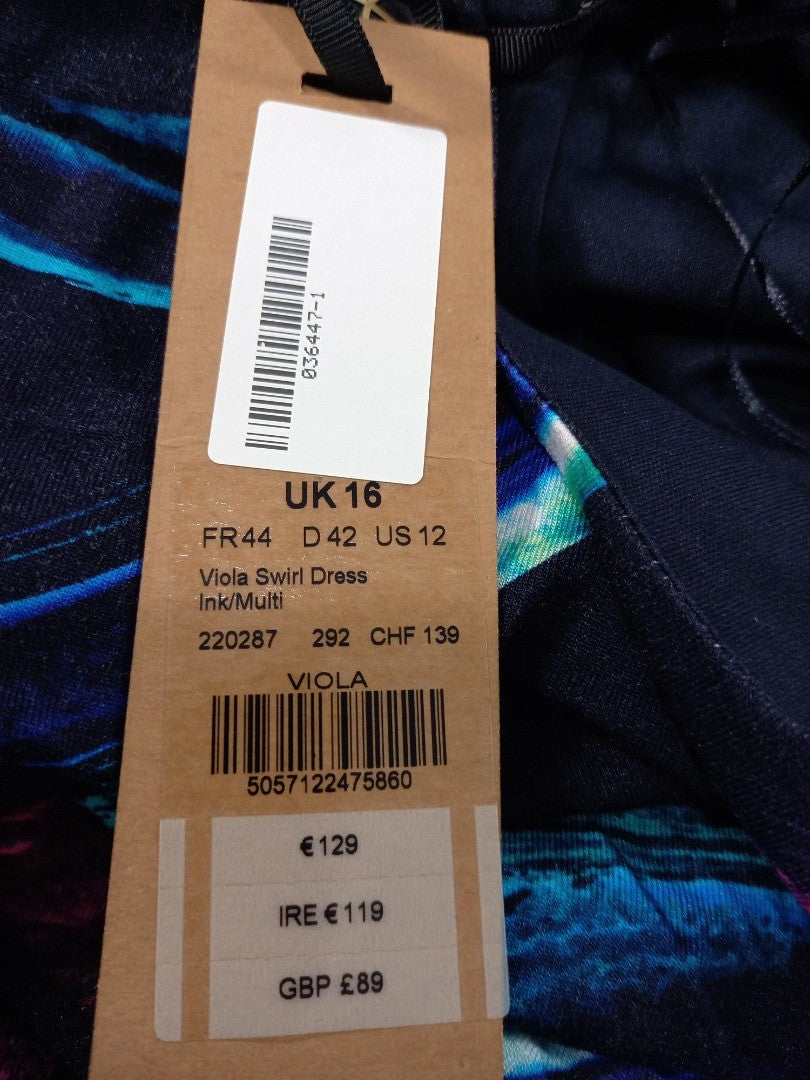 036447-1
UK 16
FR44 D 42 US 12
Viola Swirl Dress
Ink/Multi
220287 292 CHF 139
VIOLA
5057122475860
€129
IRE €119
GBP £89